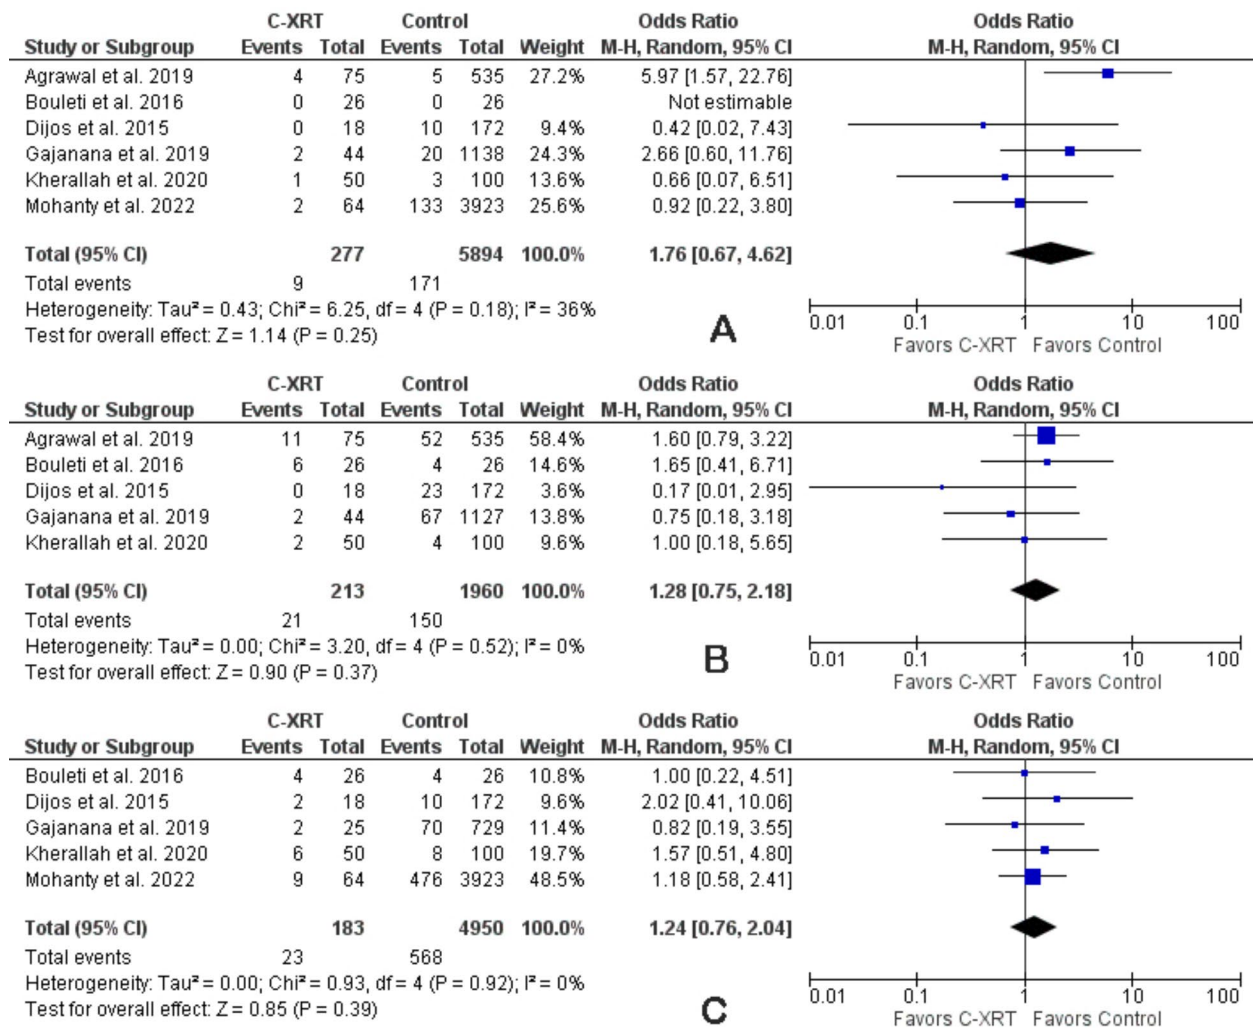 C-XRT Control Odds Ratio Odds Ratio
Study or Subgroup Events Total Events Total Weight M-H, Random, 95% CI M-H, Random, 95% CI
Agrawal et al. 2019 4 75 5 535 27.2% 5.97 [1.57, 22.76]
Bouleti et al. 2016 0 26 0 26 Not estimable
Dijos et al. 2015 0 18 10 172 9.4% 0.42 [0.02, 7.43]
Gajanana et al. 2019 2 44 20 1138 24.3% 2.66 [0.60, 11.76]
Kherallah et al. 2020 1 50 3 100 13.6% 0.66 [0.07, 6.51]
Mohanty et al. 2022 2 64 133 3923 25.6% 0.92 [0.22, 3.80]
Total (95% CI) 277 5894 100.0% 1.76 [0.67, 4.62]
Total events 9 171
Heterogeneity: Tau² = 0.43; Chi² = 6.25, df = 4 (P = 0.18); I² = 36%
Test for overall effect: Z = 1.14 (P = 0.25)
A
0.01 0.1 1 10 100
Favors C-XRT Favors Control
C-XRT Control Odds Ratio Odds Ratio
Study or Subgroup Events Total Events Total Weight M-H, Random, 95% CI M-H, Random, 95% CI
Agrawal et al. 2019 11 75 52 535 58.4% 1.60 [0.79, 3.22]
Bouleti et al. 2016 6 26 4 26 14.6% 1.65 [0.41, 6.71]
Dijos et al. 2015 0 18 23 172 3.6% 0.17 [0.01, 2.95]
Gajanana et al. 2019 2 44 67 1127 13.8% 0.75 [0.18, 3.18]
Kherallah et al. 2020 2 50 4 100 9.6% 1.00 [0.18, 5.65]
Total (95% CI) 213 1960 100.0% 1.28 [0.75, 2.18]
Total events 21 150
Heterogeneity: Tau² = 0.00; Chi² = 3.20, df = 4 (P = 0.52); I² = 0%
Test for overall effect: Z = 0.90 (P = 0.37)
B
0.01 0.1 1 10 100
Favors C-XRT Favors Control
C-XRT Control Odds Ratio Odds Ratio
Study or Subgroup Events Total Events Total Weight M-H, Random, 95% CI M-H, Random, 95% CI
Bouleti et al. 2016 4 26 4 26 10.8% 1.00 [0.22, 4.51]
Dijos et al. 2015 2 18 10 172 9.6% 2.02 [0.41, 10.06]
Gajanana et al. 2019 2 25 70 729 11.4% 0.82 [0.19, 3.55]
Kherallah et al. 2020 6 50 8 100 19.7% 1.57 [0.51, 4.80]
Mohanty et al. 2022 9 64 476 3923 48.5% 1.18 [0.58, 2.41]
Total (95% CI) 183 4950 100.0% 1.24 [0.76, 2.04]
Total events 23 568
Heterogeneity: Tau² = 0.00; Chi² = 0.93, df = 4 (P = 0.92); I² = 0%
Test for overall effect: Z = 0.85 (P = 0.39)
C
0.01 0.1 1 10 100
Favors C-XRT Favors Control